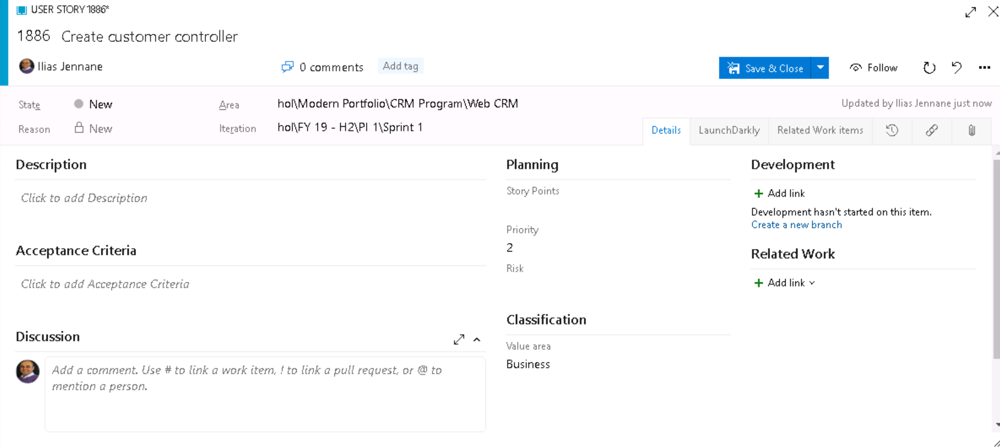 USER STORY 1886*
1886 Create customer controller
Ilias Jennane
0 comments
Add tag
Save & Close
Follow
State New
Area hol\Modern Portfolio\CRM Program\Web CRM
Updated by Ilias Jennane just now
Reason New
Iteration hol\FY 19 - H2\PI 1\Sprint 1
Details
LaunchDarkly
Related Work items
Description
Click to add Description
Acceptance Criteria
Click to add Acceptance Criteria
Discussion
Add a comment. Use # to link a work item, ! to link a pull request, or @ to
mention a person.
Planning
Story Points
Priority
2
Risk
Classification
Value area
Business
Development
+ Add link
Development hasn't started on this item.
Create a new branch
Related Work
+ Add link